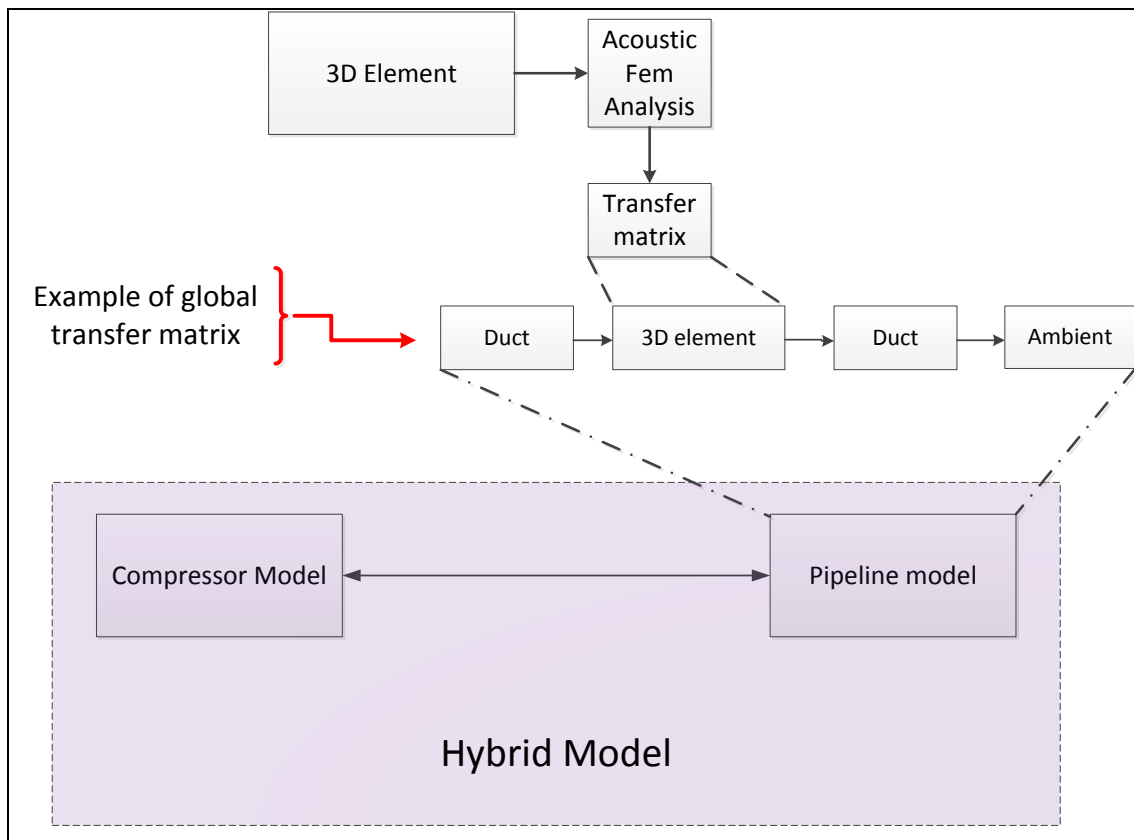 3D Element
Acoustic
Fem
Analysis
Transfer
matrix
Example of global
transfer matrix
Duct
3D element
Duct
Ambient
Compressor Model
Pipeline model
Hybrid Model